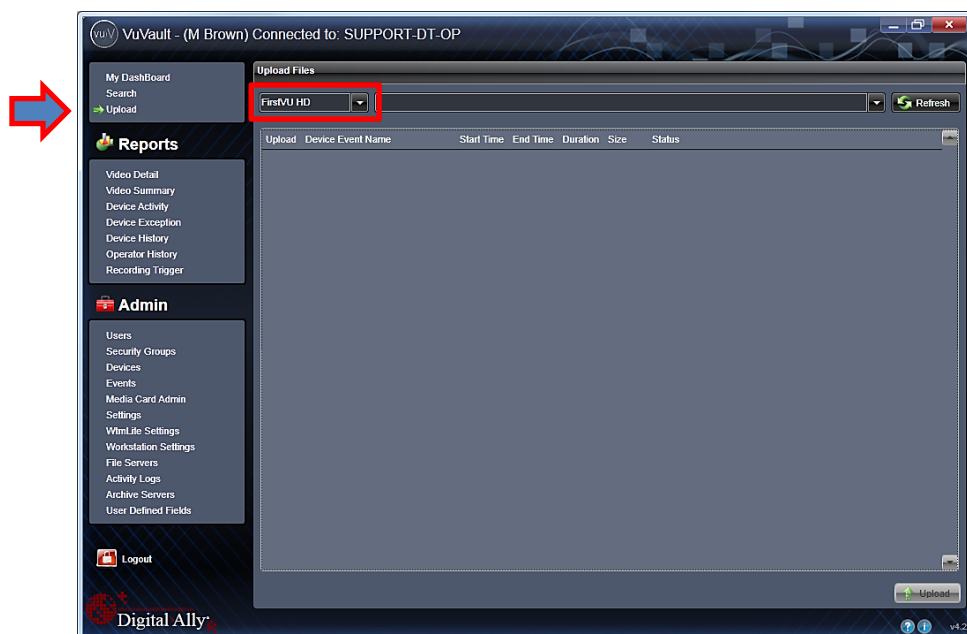 VuVault - (M Brown) Connected to: SUPPORT-DT-OP
My DashBoard
Search
Upload
Reports
Video Detail
Video Summary
Device Activity
Device Exception
Device History
Operator History
Recording Trigger
Admin
Users
Security Groups
Devices
Events
Media Card Admin
Settings
WmLite Settings
Workstation Settings
File Servers
Activity Logs
Archive Servers
User Defined Fields
Logout
Digital Ally
Upload Files
FirstVU HD
Refresh
Upload Device Event Name Start Time End Time Duration Size Status
Upload
v4.2